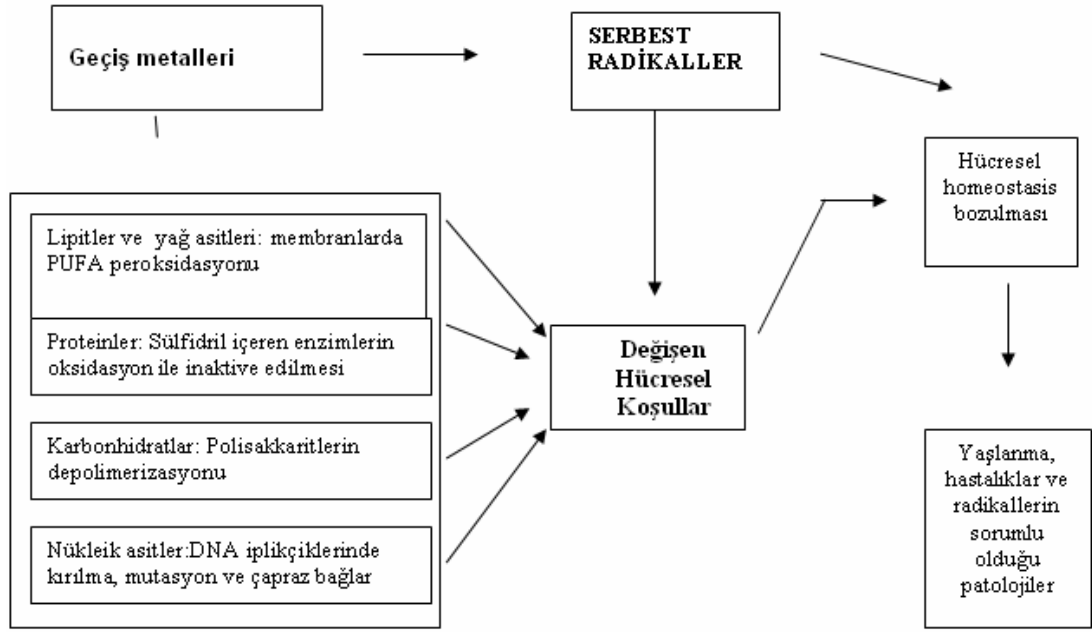 Geçiş metalleri
SERBEST
RADİKALLER
Hücresel
homeostasis
bozulması
Lipitler ve yağ asitleri: membranlarda
PUFA peroksidasyonu
Proteinler: Sülfidril içeren enzimlerin
oksidasyon ile inaktive edilmesi
Karbonhidratlar: Polisakkaritlerin
depolimerizasyonu
Nükleik asitler:DNA iplikçiklerinde
kırılma, mutasyon ve çapraz bağlar
Değişen
Hücresel
Koşullar
Yaşlanma,
hastalıklar ve
radikallerin
sorumlu
olduğu
patolojiler